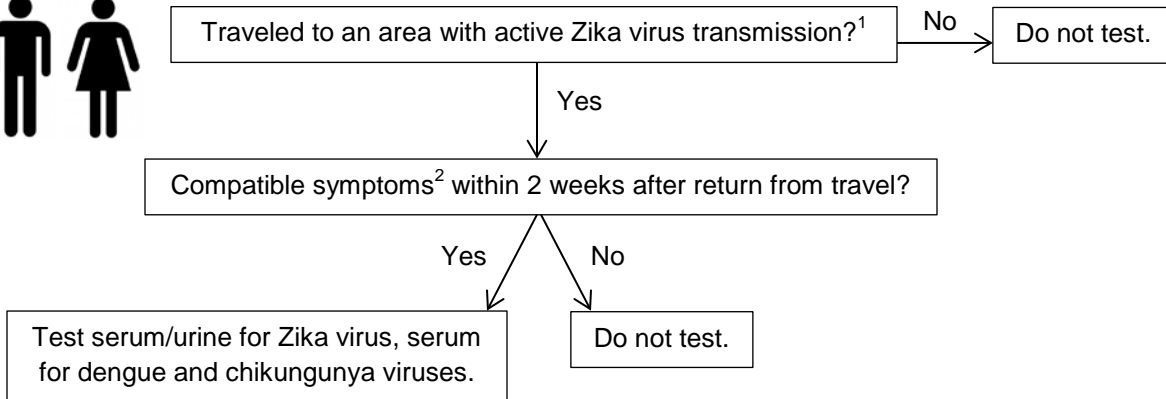 Traveled to an area with active Zika virus transmission?¹
No
Do not test.
Yes
Compatible symptoms² within 2 weeks after return from travel?
Yes
No
Test serum/urine for Zika virus, serum
for dengue and chikungunya viruses.
Do not test.